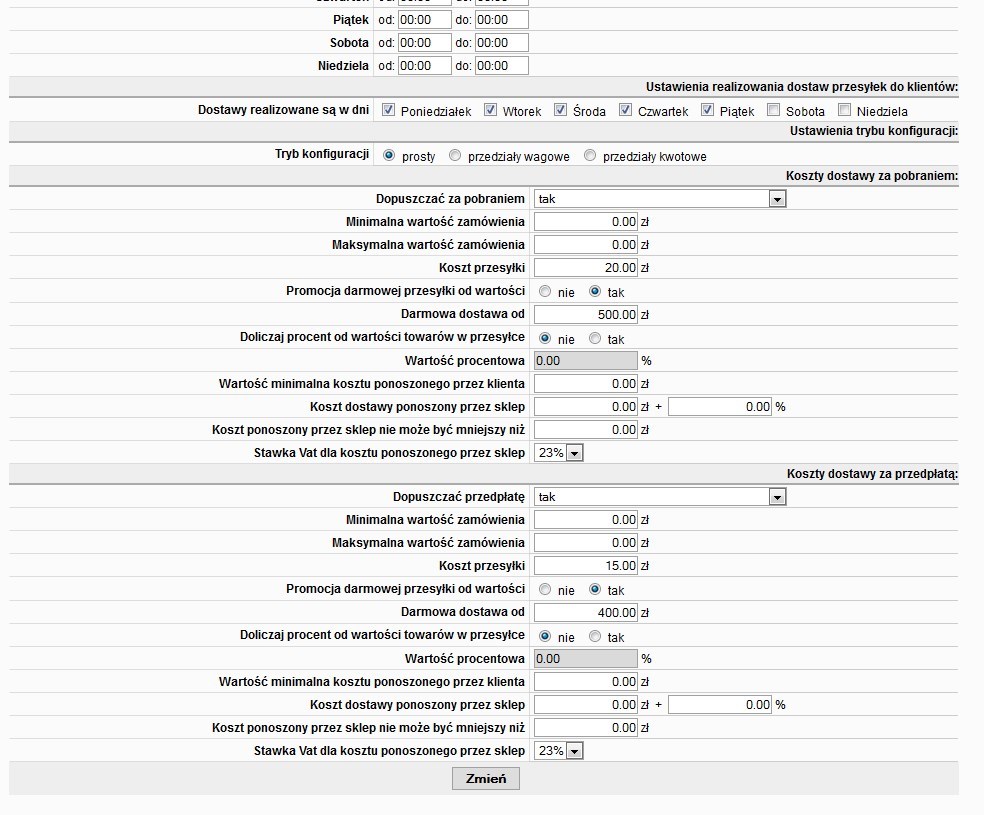 Piątek od: 00:00 do: 00:00
Sobota od: 00:00 do: 00:00
Niedziela od: 00:00 do: 00:00
Ustawienia realizowania dostaw przesyłek do klientów:
Dostawy realizowane są w dni Poniedziałek Wtorek Środa Czwartek Piątek Sobota Niedziela
Ustawienia trybu konfiguracji:
Tryb konfiguracji prosty przedziały wagowe przedziały kwotowe
Koszty dostawy za pobraniem:
Dopuszczać za pobraniem tak
Minimalna wartość zamówienia 0.00 zł
Maksymalna wartość zamówienia 0.00 zł
Koszt przesyłki 20.00 zł
Promocja darmowej przesyłki od wartości nie tak
Darmowa dostawa od 500.00 zł
Doliczaj procent od wartości towarów w przesyłce nie tak
Wartość procentowa 0.00 %
Wartość minimalna kosztu ponoszonego przez klienta 0.00 zł
Koszt dostawy ponoszony przez sklep 0.00 zł + 0.00 %
Koszt ponoszony przez sklep nie może być mniejszy niż 0.00 zł
Stawka Vat dla kosztu ponoszonego przez sklep 23%
Koszty dostawy za przedpłatą:
Dopuszczać przedpłatę tak
Minimalna wartość zamówienia 0.00 zł
Maksymalna wartość zamówienia 0.00 zł
Koszt przesyłki 15.00 zł
Promocja darmowej przesyłki od wartości nie tak
Darmowa dostawa od 400.00 zł
Doliczaj procent od wartości towarów w przesyłce nie tak
Wartość procentowa 0.00 %
Wartość minimalna kosztu ponoszonego przez klienta 0.00 zł
Koszt dostawy ponoszony przez sklep 0.00 zł + 0.00 %
Koszt ponoszony przez sklep nie może być mniejszy niż 0.00 zł
Stawka Vat dla kosztu ponoszonego przez sklep 23%
Zmień